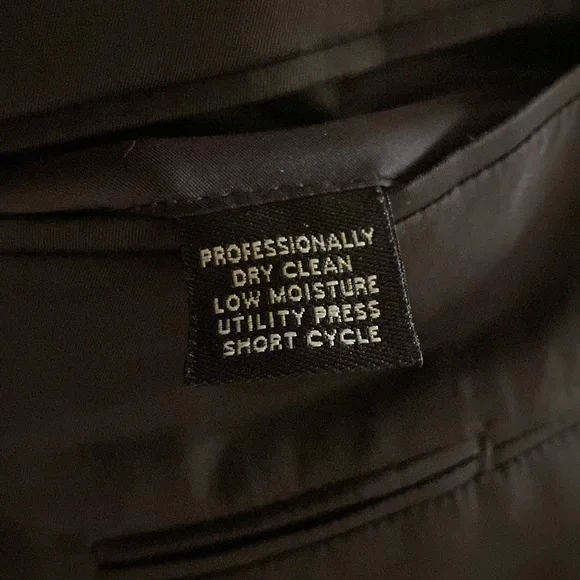 PROFESSIONALLY
DRY CLEAN
LOW MOISTURE
UTILITY PRESS
SHORT CYCLE